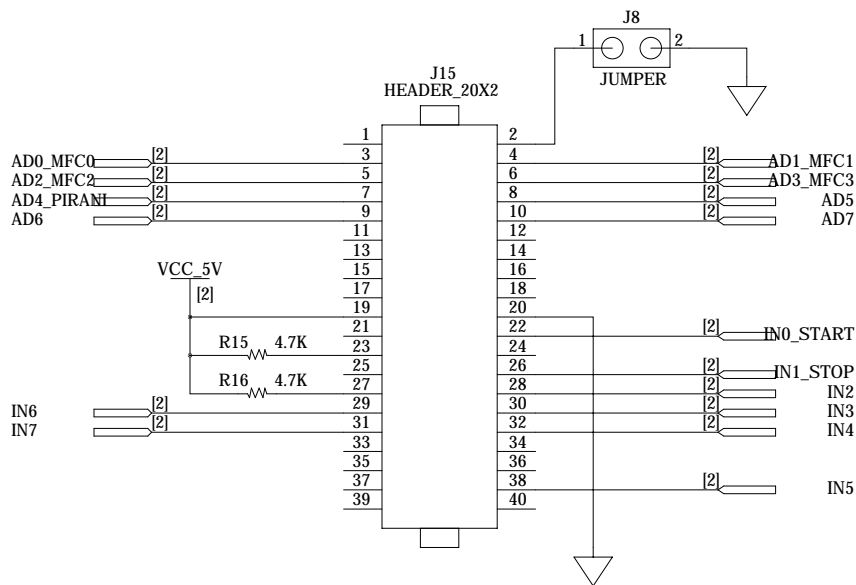 J8
1 2
JUMPER
J15
HEADER_20X2
1 2
AD0_MFC0 [2] 3 4 [2] AD1_MFC1
AD2_MFC2 [2] 5 6 [2] AD3_MFC3
AD4_PIRANI [2] 7 8 [2] AD5
AD6 [2] 9 10 [2] AD7
11 12
13 14
VCC_5V 15 16
[2] 17 18
19 20
21 22 [2] IN0_START
R15 4.7K 23 24
25 26 [2] IN1_STOP
R16 4.7K 27 28 [2] IN2
IN6 [2] 29 30 [2] IN3
IN7 [2] 31 32 [2] IN4
33 34
35 36
37 38 [2] IN5
39 40